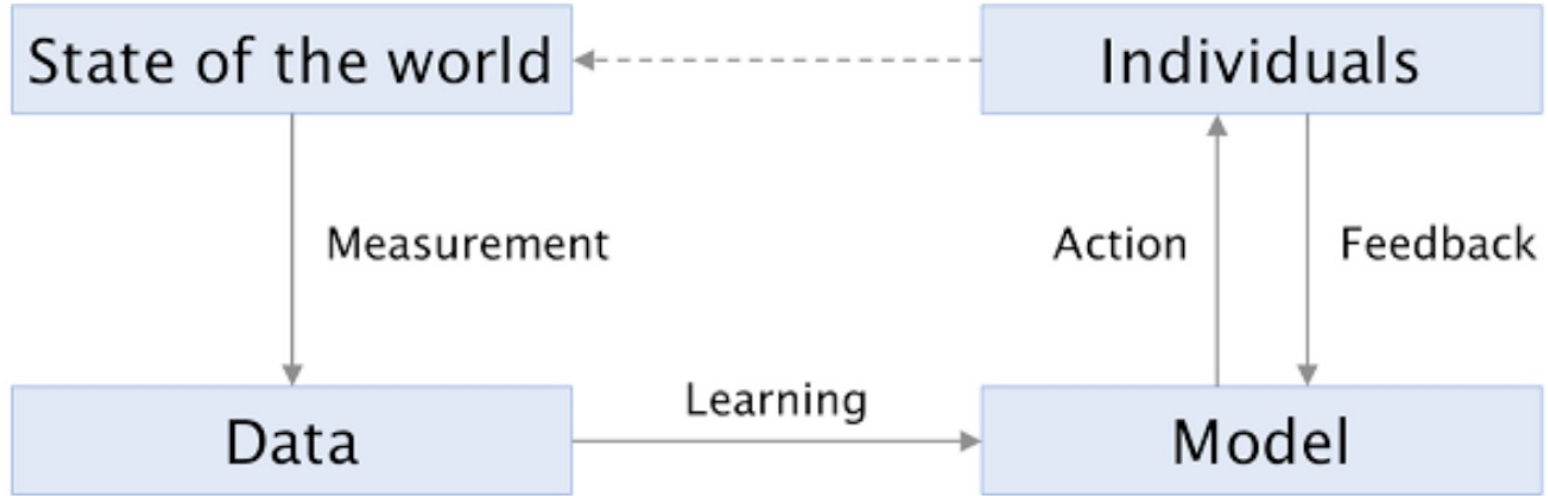 State of the world
Individuals
Measurement
Action
Feedback
Learning
Data
Model